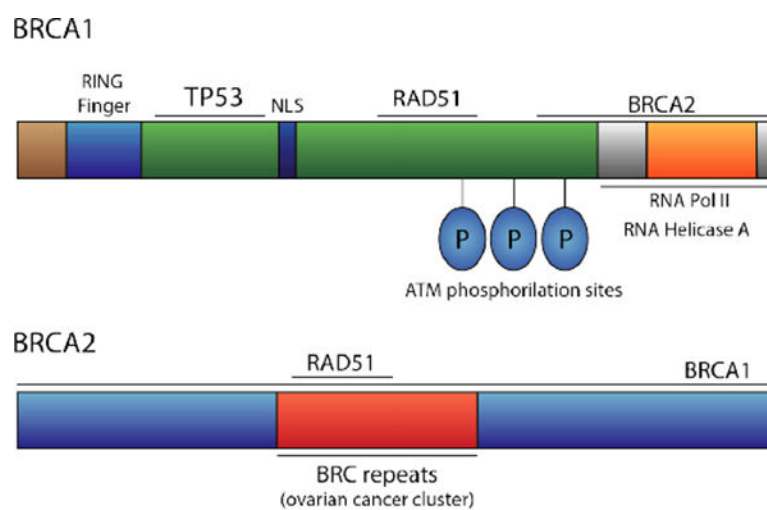 BRCA1
RING
Finger
TP53
NLS
RAD51
BRCA2
P
P
P
RNA Pol II
RNA Helicase A
ATM phosphorilation sites
BRCA2
RAD51
BRCA1
BRC repeats
(ovarian cancer cluster)